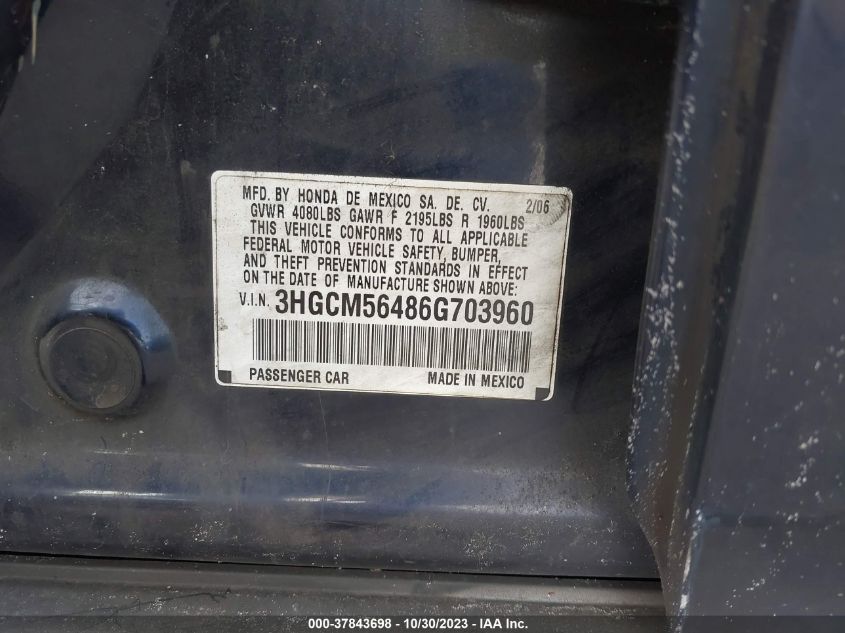 MFD. BY HONDA DE MEXICO SA. DE. CV. 2/06
GVWR 4080LBS GAWR F 2195LBS R 1960LBS
THIS VEHICLE CONFORMS TO ALL APPLICABLE
FEDERAL MOTOR VEHICLE SAFETY, BUMPER,
AND THEFT PREVENTION STANDARDS IN EFFECT
ON THE DATE OF MANUFACTURE SHOWN ABOVE:
V.I.N. 3HGCM56486G703960
PASSENGER CAR MADE IN MEXICO
000-37843698 - 10/30/2023 - IAA Inc.